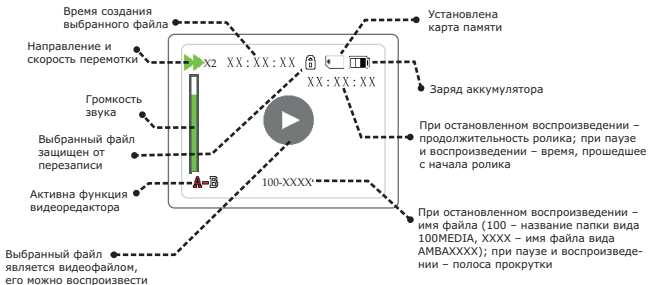 Время создания
выбранного файла
Направление и
скорость перемотки
Громкость
звука
Выбранный файл
защищен от
перезаписи
Активна функция
видеоредактора
Выбранный файл
является видеофайлом,
его можно воспроизвести
X2 XX:XX:XX
XX:XX:XX
A-B
100-XXXX
Установлена
карта памяти
Заряд аккумулятора
При остановленном воспроизведении –
продолжительность ролика; при паузе
и воспроизведении – время, прошедшее
с начала ролика
При остановленном воспроизведении –
имя файла (100 – название папки вида
100MEDIA, XXXX – имя файла вида
AMBAXXXX); при паузе и воспроизведе-
нии – полоса прокрутки